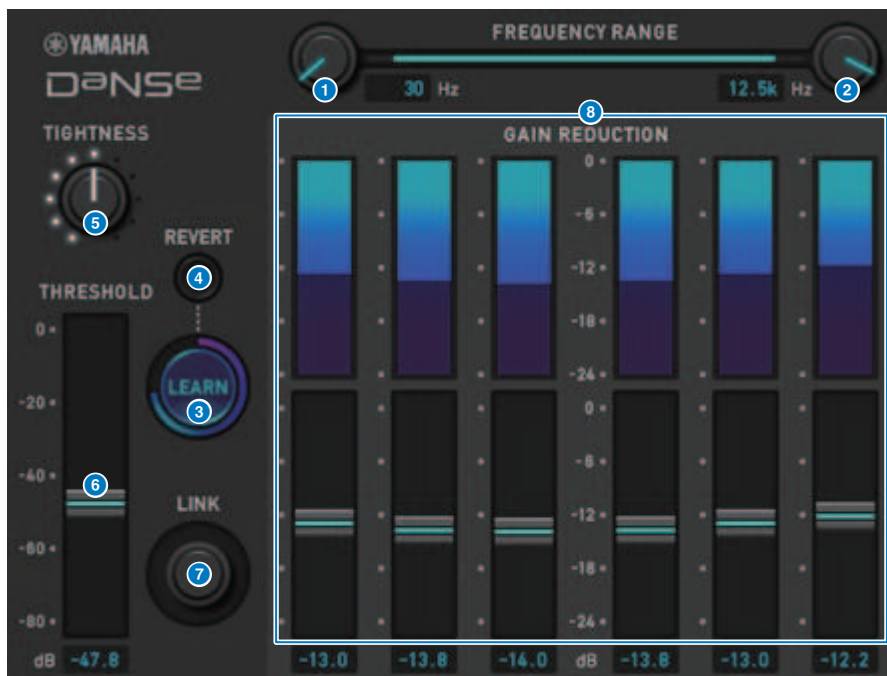 YAMAHA
DANSE
FREQUENCY RANGE
1
30 Hz
12.5k Hz
2
8
TIGHTNESS
5
GAIN REDUCTION
0
-6
-12
-18
-24
REVERT
4
THRESHOLD
0
-20
-40
-60
-80
LEARN
3
6
LINK
7
0
-6
-12
-18
-24
dB -47.8
-13.0 -13.8 -14.0 dB -13.8 -13.0 -12.2